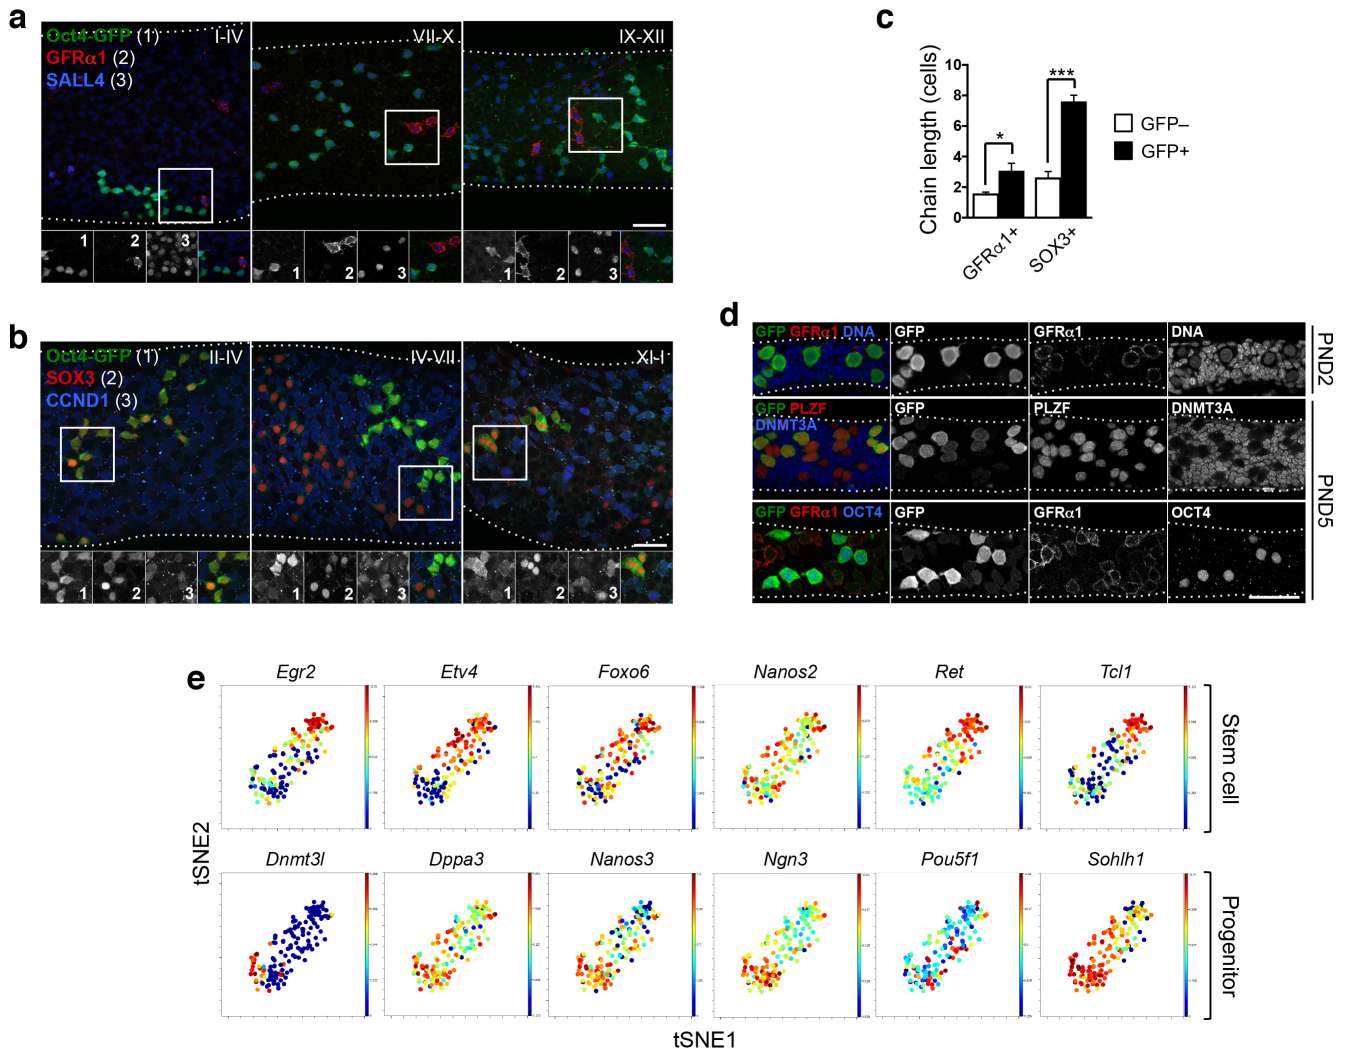 a
Oct4-GFP (1)
GFRα1 (2)
SALL4 (3)
I-IV
VII-X
IX-XII
1 2 3
1 2 3
1 2 3
b
Oct4-GFP (1)
SOX3 (2)
CCND1 (3)
II-IV
IV-VII
XI-I
1 2 3
1 2 3
1 2 3
c
Chain length (cells)
10
8
6
4
2
0
*
***
GFRα1+
SOX3+
GFP–
GFP+
d
GFP GFRα1 DNA
GFP
GFRα1
DNA
PND2
GFP PLZF
DNMT3A
GFP
PLZF
DNMT3A
GFP GFRα1 OCT4
GFP
GFRα1
OCT4
PND5
e
Egr2
Etv4
Foxo6
Nanos2
Ret
Tcl1
Stem cell
Dnmt3l
Dppa3
Nanos3
Ngn3
Pou5f1
Sohlh1
Progenitor
tSNE2
tSNE1